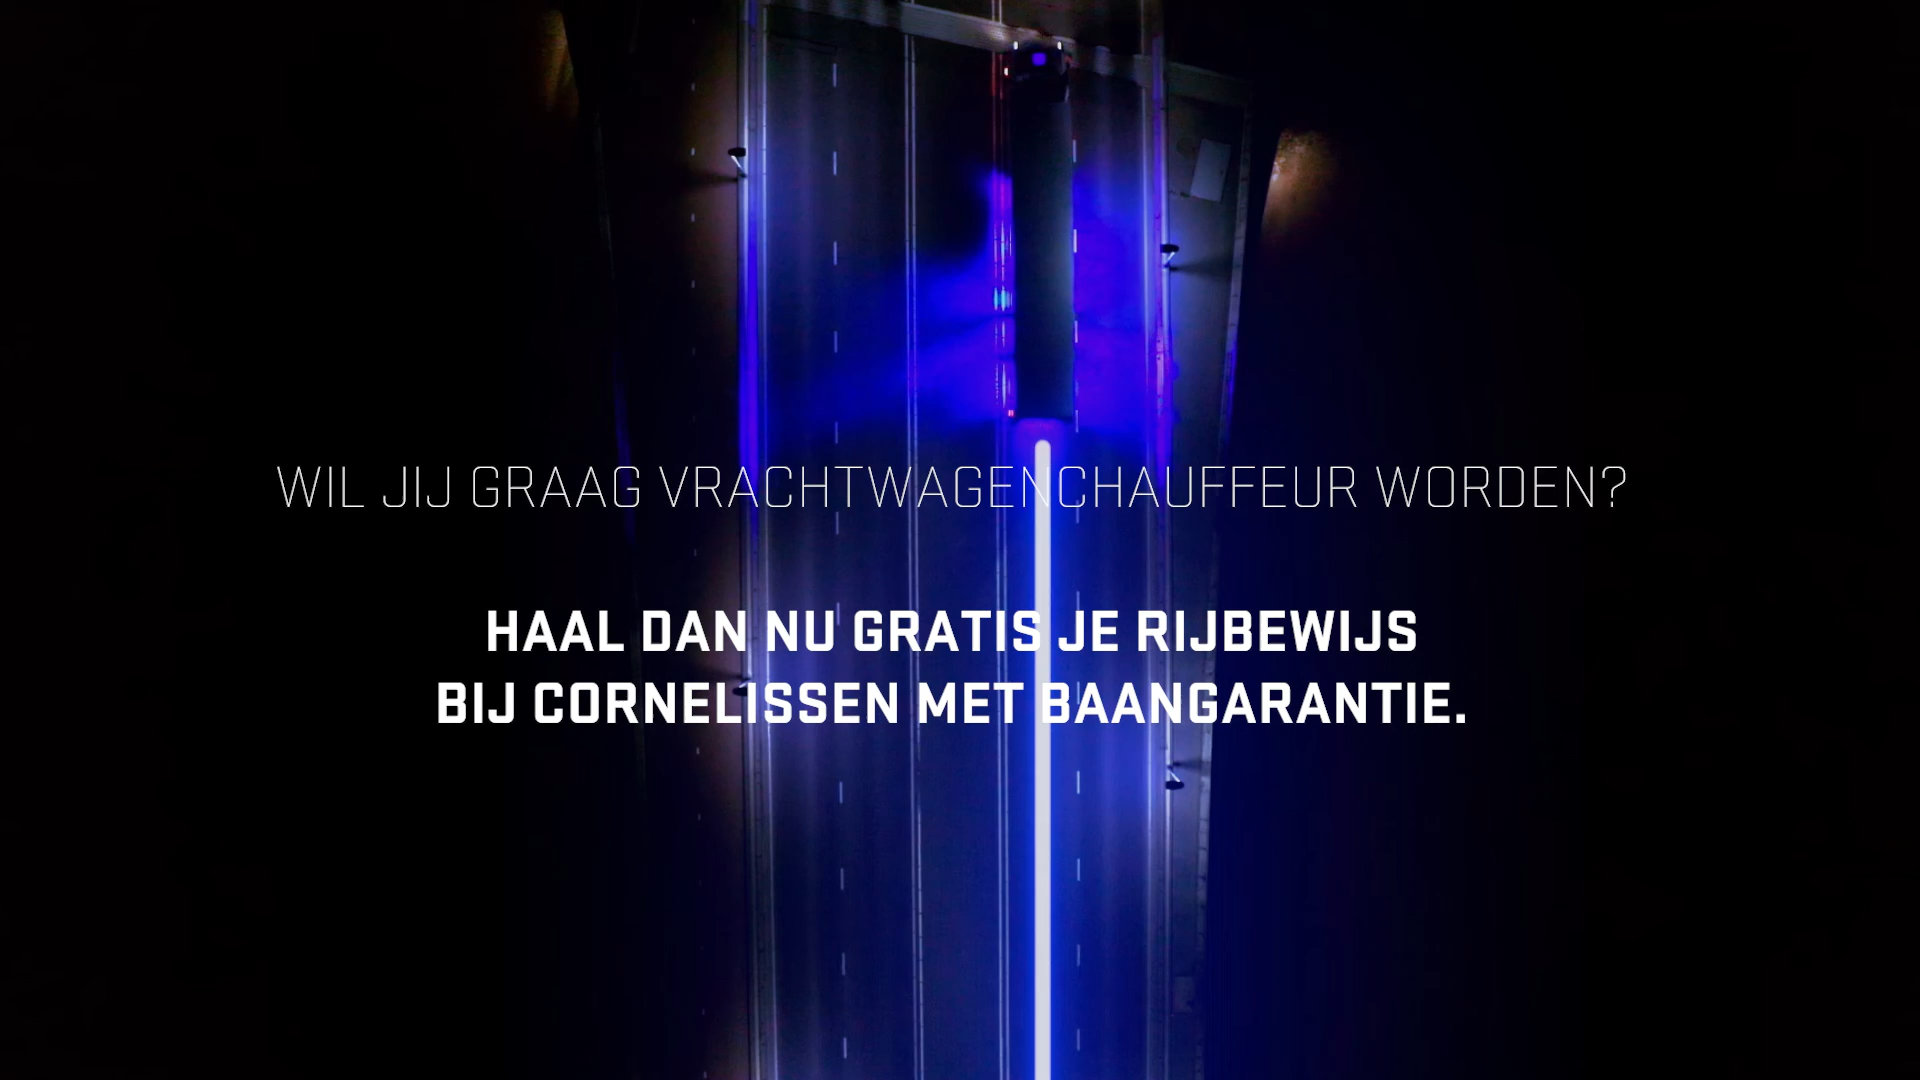 WIL JIJ GRAAG VRACHTWAGENCHAUFFEUR WORDEN?
HAAL DAN NU GRATIS JE RIJBEWIJS
BIJ CORNELISSEN MET BAANGARANTIE.